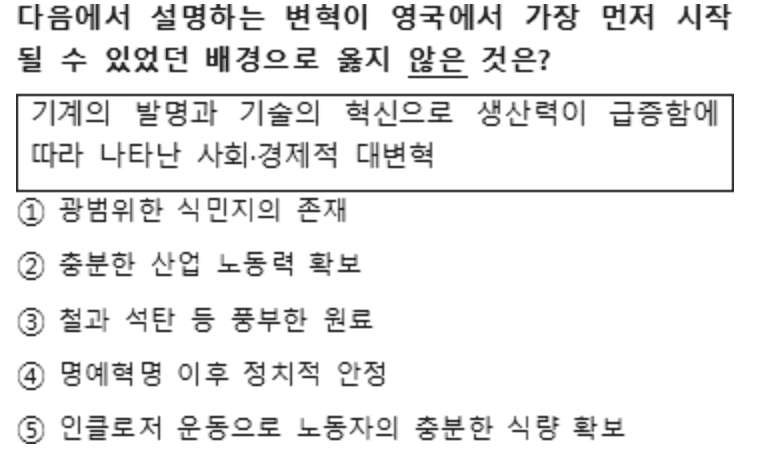 다음에서 설명하는 변혁이 영국에서 가장 먼저 시작
될 수 있었던 배경으로 옳지 않은 것은?
기계의 발명과 기술의 혁신으로 생산력이 급증함에
따라 나타난 사회·경제적 대변혁
① 광범위한 식민지의 존재
② 충분한 산업 노동력 확보
③ 철과 석탄 등 풍부한 원료
④ 명예혁명 이후 정치적 안정
⑤ 인클로저 운동으로 노동자의 충분한 식량 확보